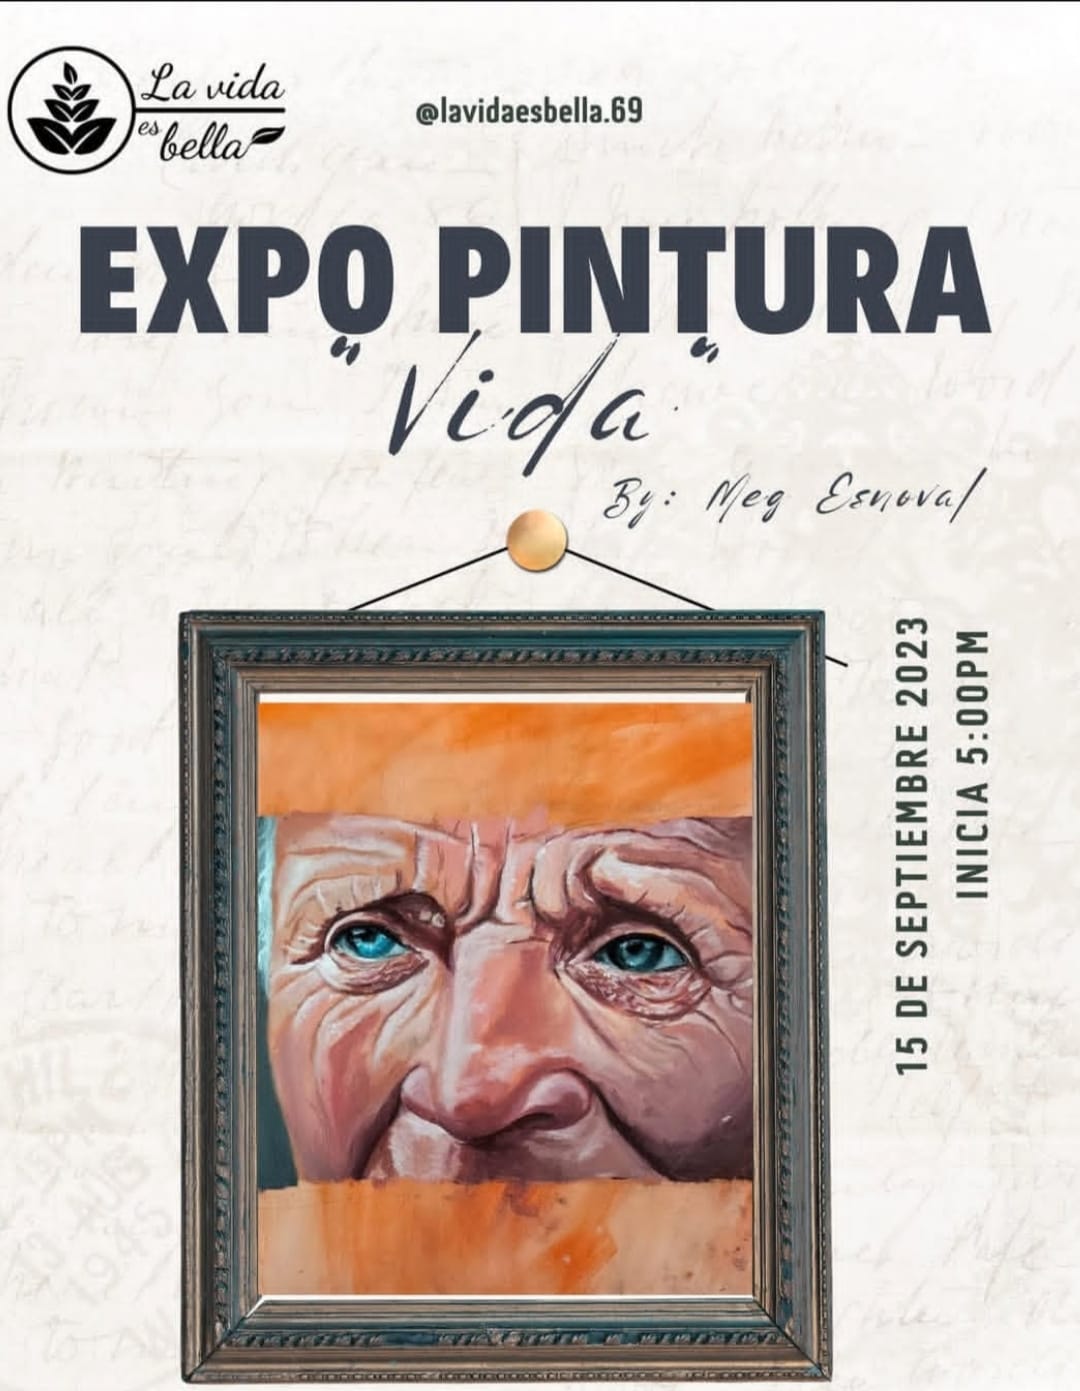 La vida
es bella
@lavidaesbella.69
EXPO PINTURA
"Vida"
By: Meg Esnoval
15 DE SEPTIEMBRE 2023
INICIA 5:00PM